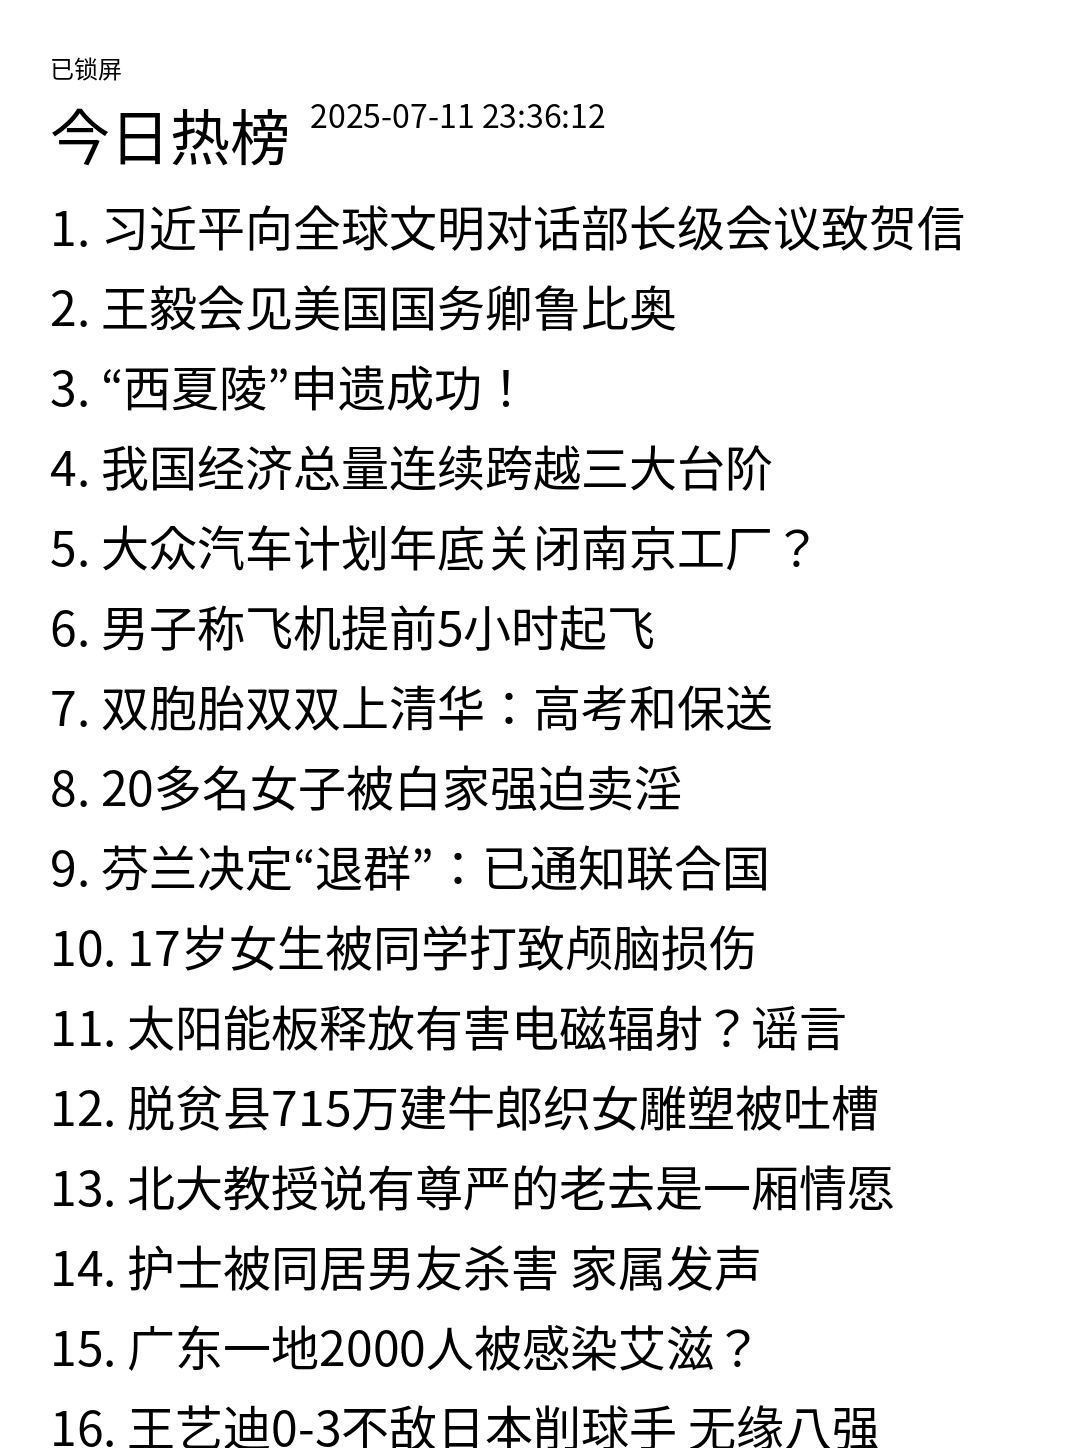 已锁屏
今日热榜 2025-07-11 23:36:12
1. 习近平向全球文明对话部长级会议致贺信
2. 王毅会见美国国务卿鲁比奥
3. “西夏陵”申遗成功！
4. 我国经济总量连续跨越三大台阶
5. 大众汽车计划年底关闭南京工厂？
6. 男子称飞机提前5小时起飞
7. 双胞胎双双上清华：高考和保送
8. 20多名女子被白家强迫卖淫
9. 芬兰决定“退群”：已通知联合国
10. 17岁女生被同学打致颅脑损伤
11. 太阳能板释放有害电磁辐射？谣言
12. 脱贫县715万建牛郎织女雕塑被吐槽
13. 北大教授说有尊严的老去是一厢情愿
14. 护士被同居男友杀害 家属发声
15. 广东一地2000人被感染艾滋？
16. 王艺迪0-3不敌日本削球手 无缘八强